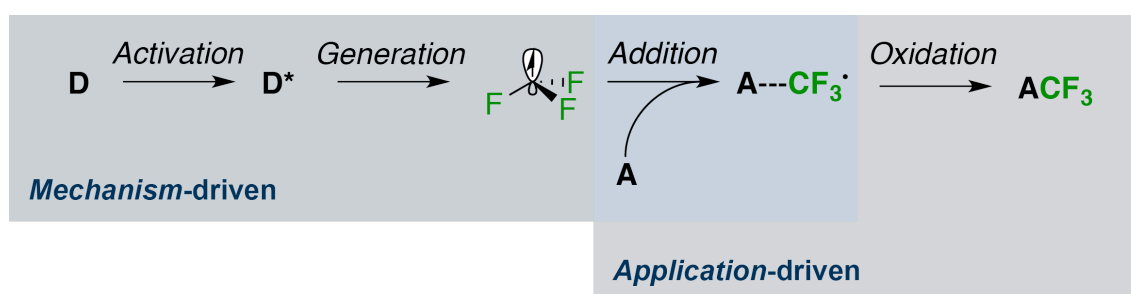 Activation Generation Addition Oxidation
D D* F F F A---CF3• ACF3
A
Mechanism-driven
Application-driven